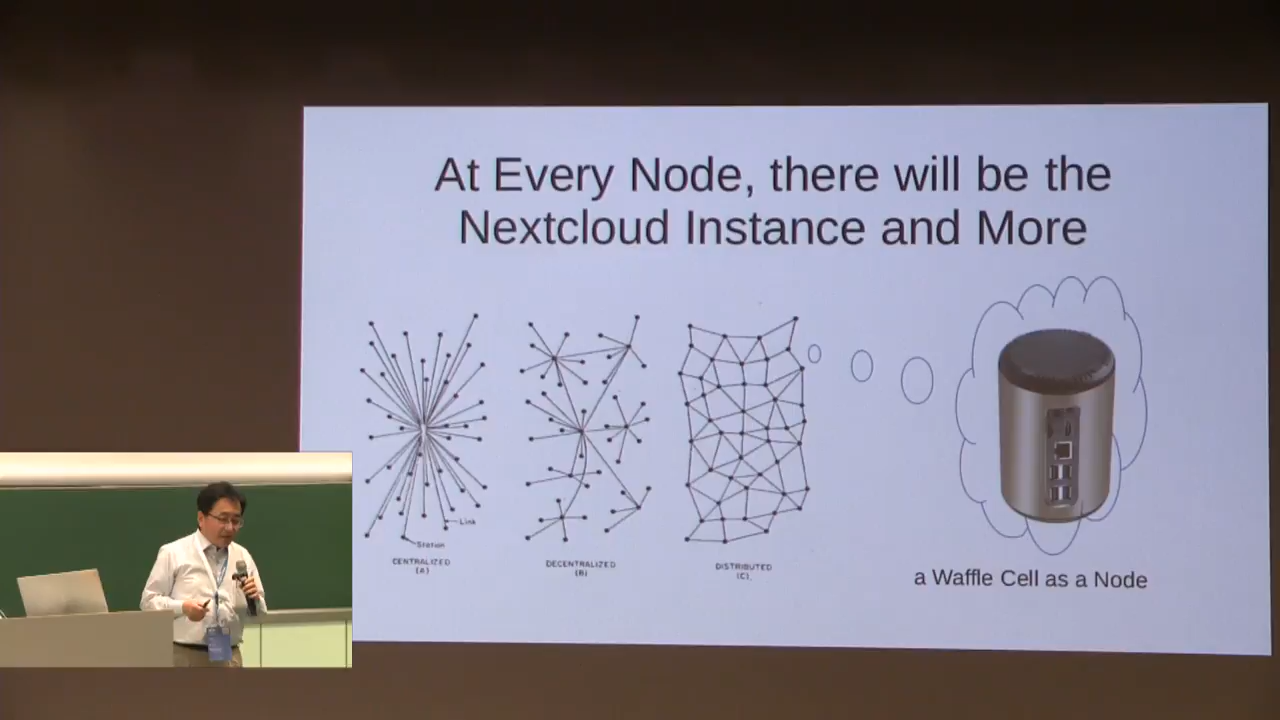 At Every Node, there will be the
Nextcloud Instance and More
Link
Station
CENTRALIZED
(A)
DECENTRALIZED
(B)
DISTRIBUTED
(C)
a Waffle Cell as a Node